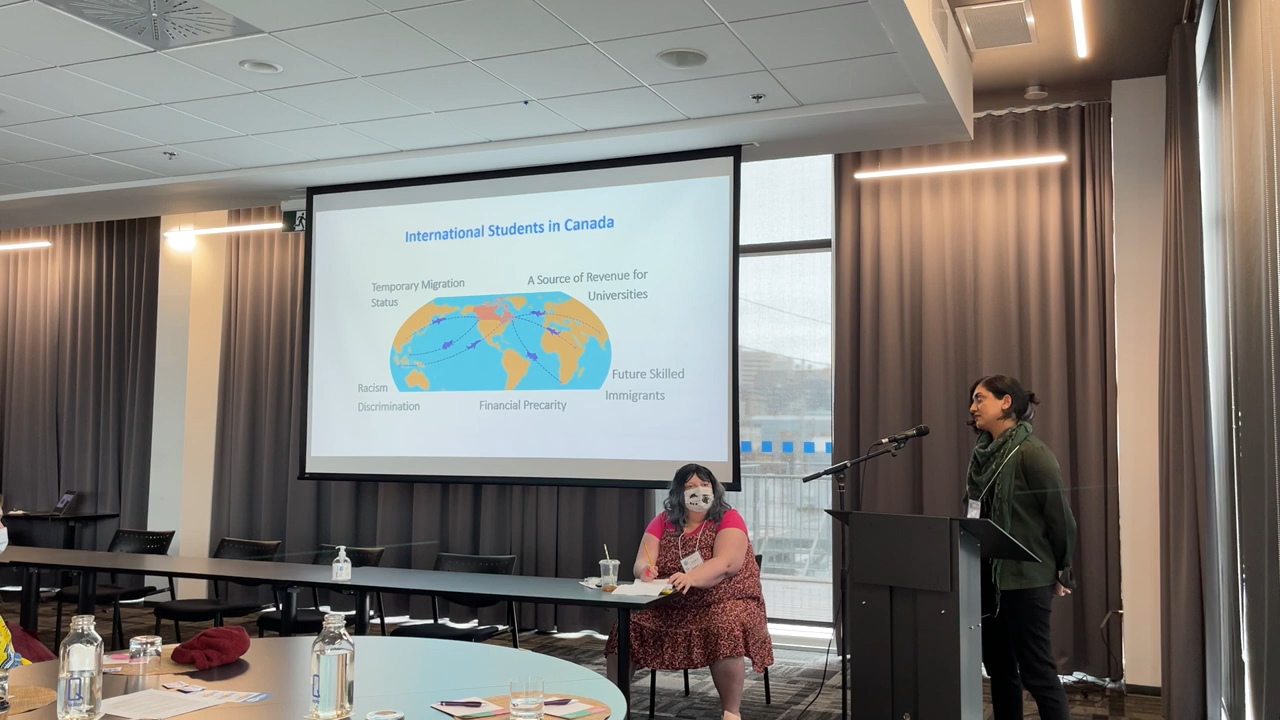 International Students in Canada
Temporary Migration
Status
A Source of Revenue for
Universities
Racism
Discrimination
Financial Precarity
Future Skilled
Immigrants
Q